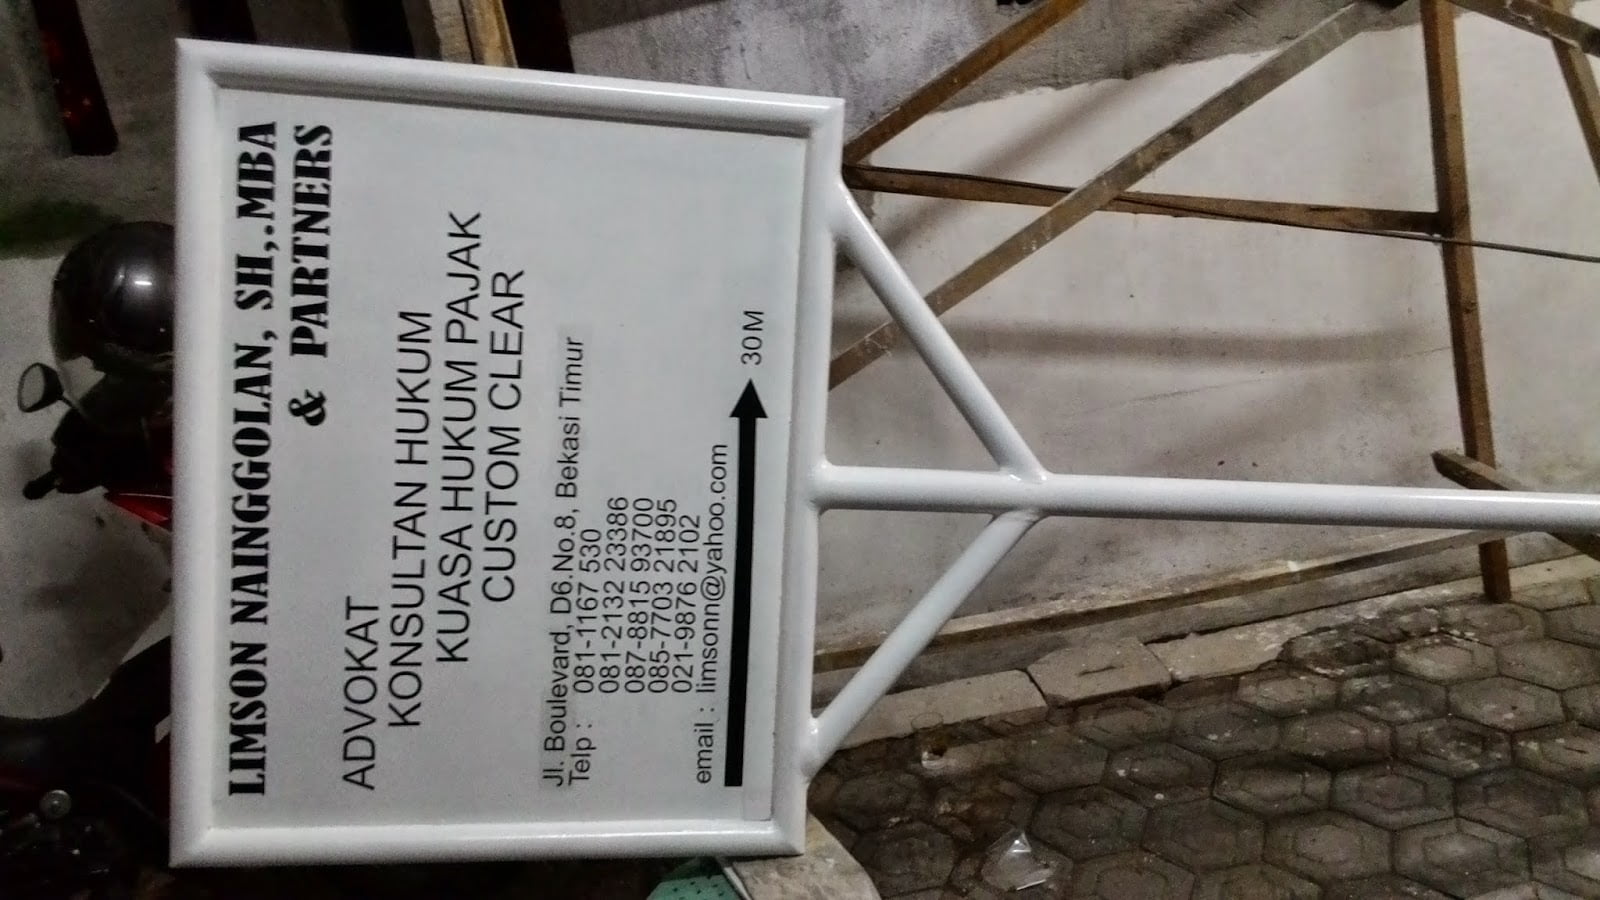 LIMSON NAINGGOLAN, SH,.MBA
& PARTNERS
ADVOKAT
KONSULTAN HUKUM
KUASA HUKUM PAJAK
CUSTOM CLEAR
Jl. Boulevard, D6.No.8, Bekasi Timur
Telp : 081-1167 530
081-2132 23386
087-8815 93700
085-7703 21895
021-9876 2102
email : limsonn@yahoo.com
30M